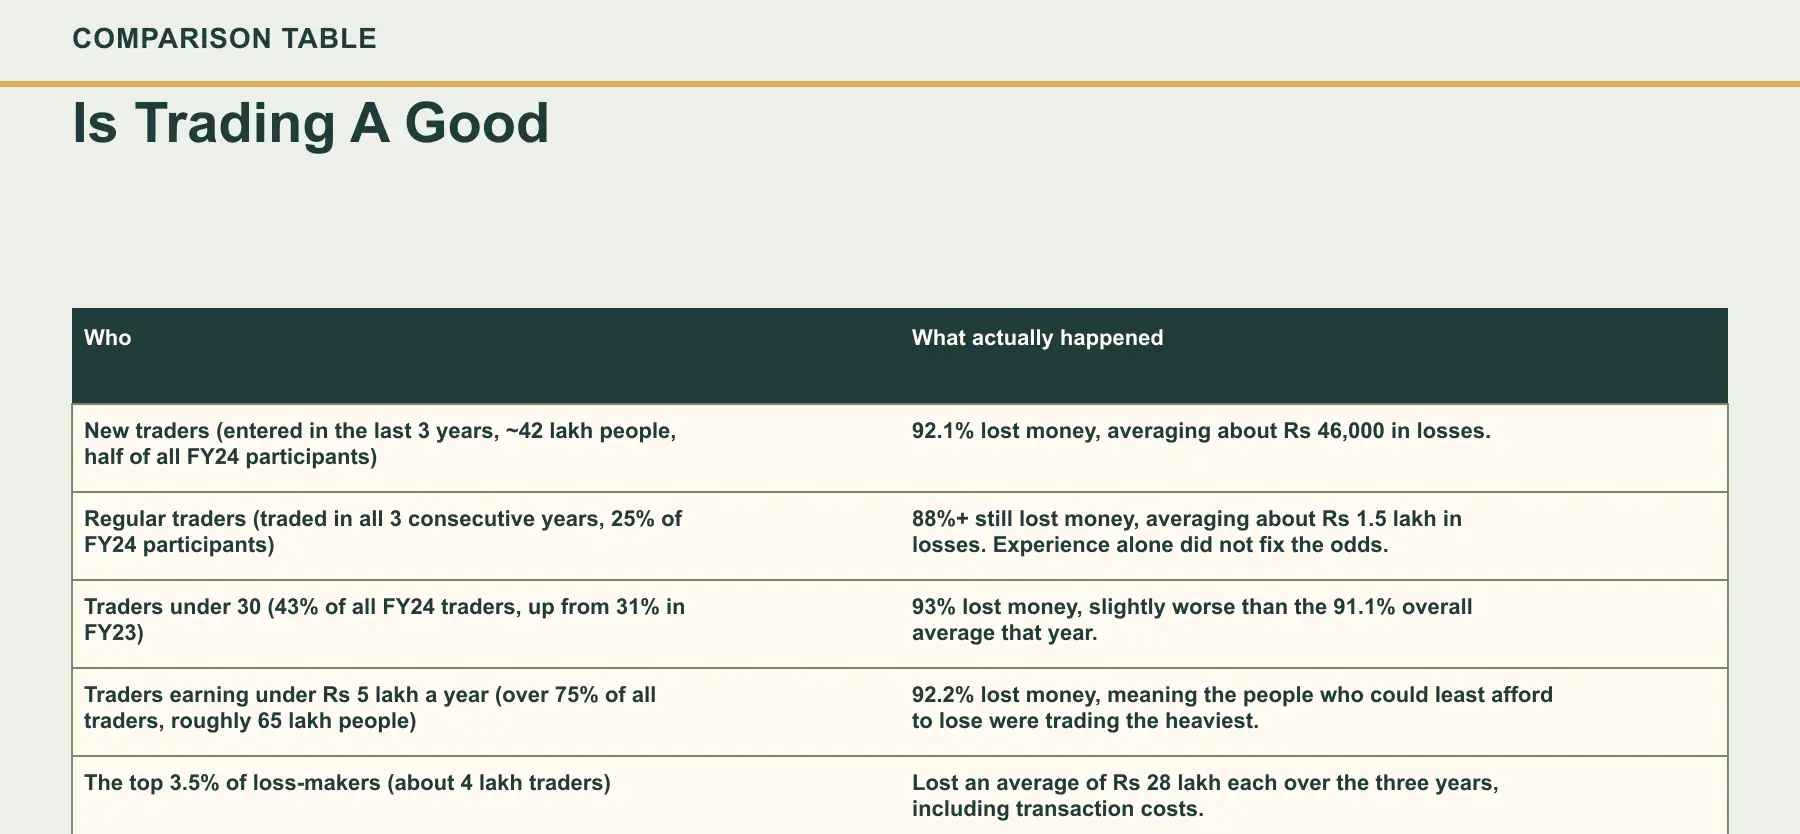 COMPARISON TABLE
Is Trading A Good
Who
What actually happened
New traders (entered in the last 3 years, ~42 lakh people,
half of all FY24 participants)
92.1% lost money, averaging about Rs 46,000 in losses.
Regular traders (traded in all 3 consecutive years, 25% of
FY24 participants)
88%+ still lost money, averaging about Rs 1.5 lakh in
losses. Experience alone did not fix the odds.
Traders under 30 (43% of all FY24 traders, up from 31% in
FY23)
93% lost money, slightly worse than the 91.1% overall
average that year.
Traders earning under Rs 5 lakh a year (over 75% of all
traders, roughly 65 lakh people)
92.2% lost money, meaning the people who could least afford
to lose were trading the heaviest.
The top 3.5% of loss-makers (about 4 lakh traders)
Lost an average of Rs 28 lakh each over the three years,
including transaction costs.